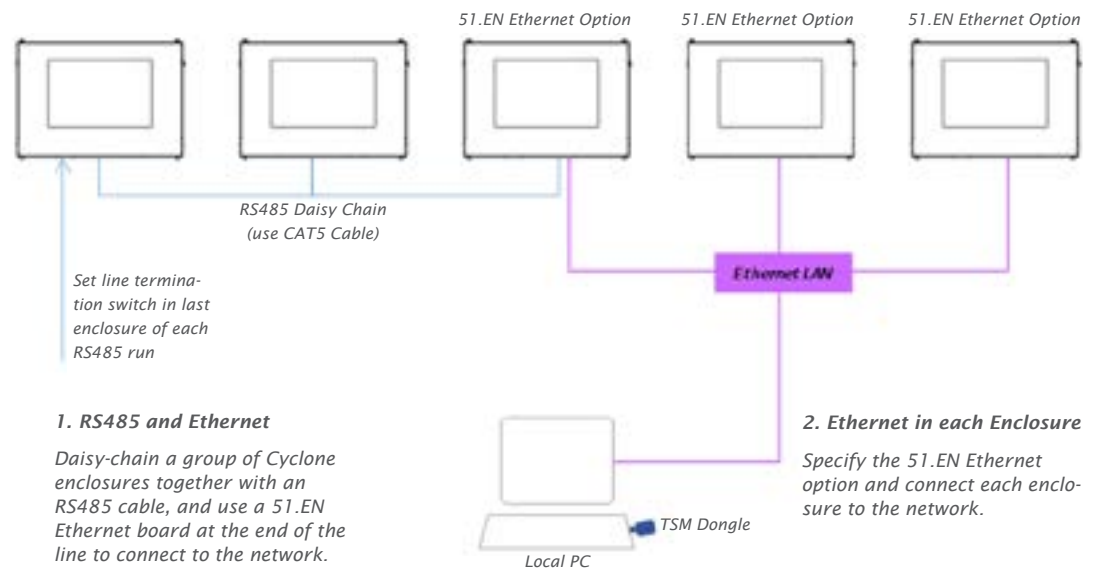 51.EN Ethernet Option
51.EN Ethernet Option
51.EN Ethernet Option
RS485 Daisy Chain
(use CAT5 Cable)
Ethernet LAN
Set line termina-
tion switch in last
enclosure of each
RS485 run
1. RS485 and Ethernet
Daisy-chain a group of Cyclone
enclosures together with an
RS485 cable, and use a 51.EN
Ethernet board at the end of the
line to connect to the network.
2. Ethernet in each Enclosure
Specify the 51.EN Ethernet
option and connect each enclo-
sure to the network.
TSM Dongle
Local PC